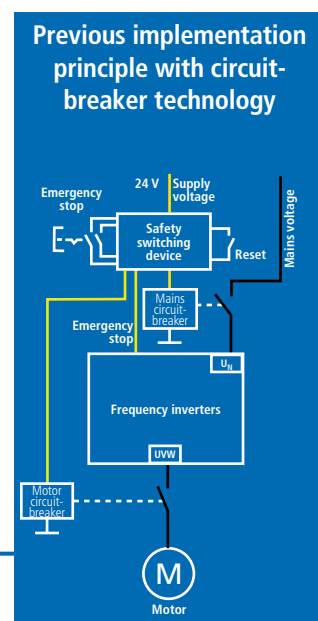 Previous implementation
principle with circuit-
breaker technology
24 V
Supply
voltage
Emergency
stop
Mains voltage
Safety
switching
device
Reset
Mains
circuit-
breaker
Emergency
stop
UN
Frequency inverters
UVW
Motor
circuit-
breaker
M
Motor